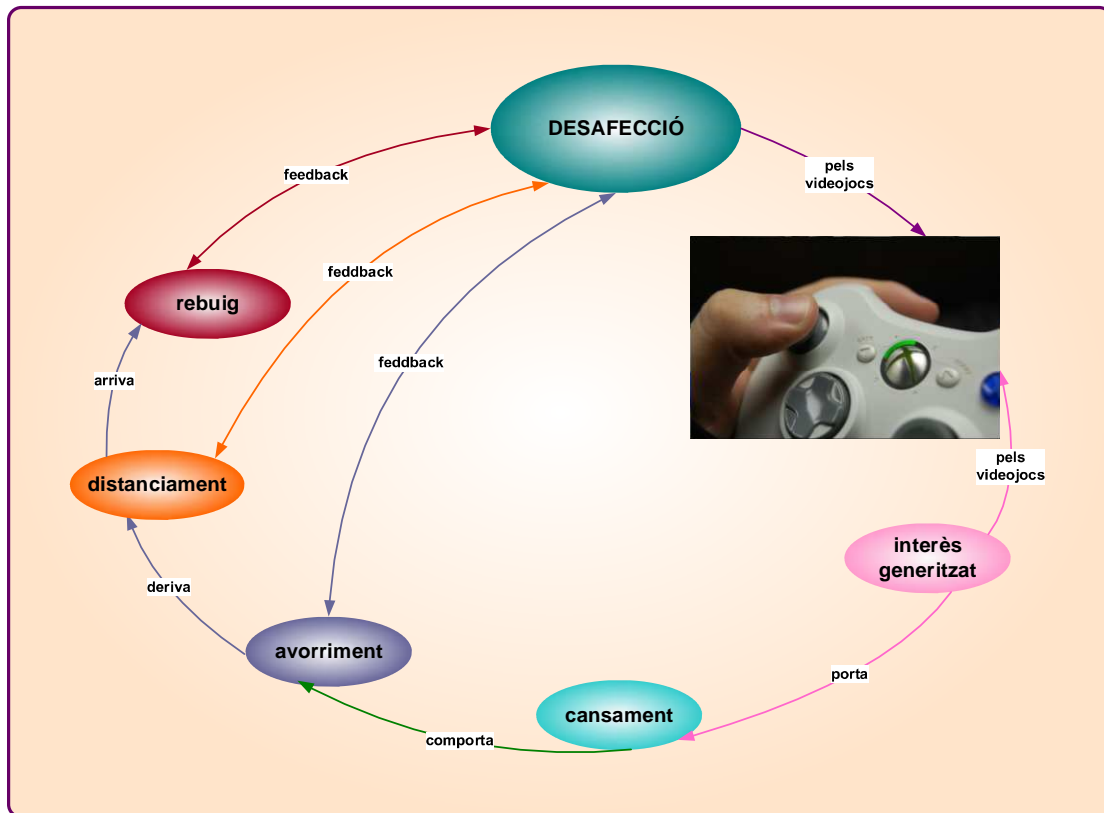 DESAFECCIÓ
pels
videojocs
feedback
feddback
rebuig
feddback
arriva
pels
videojocs
distanciament
interès
generitzat
deriva
avorriment
porta
cansament
comporta